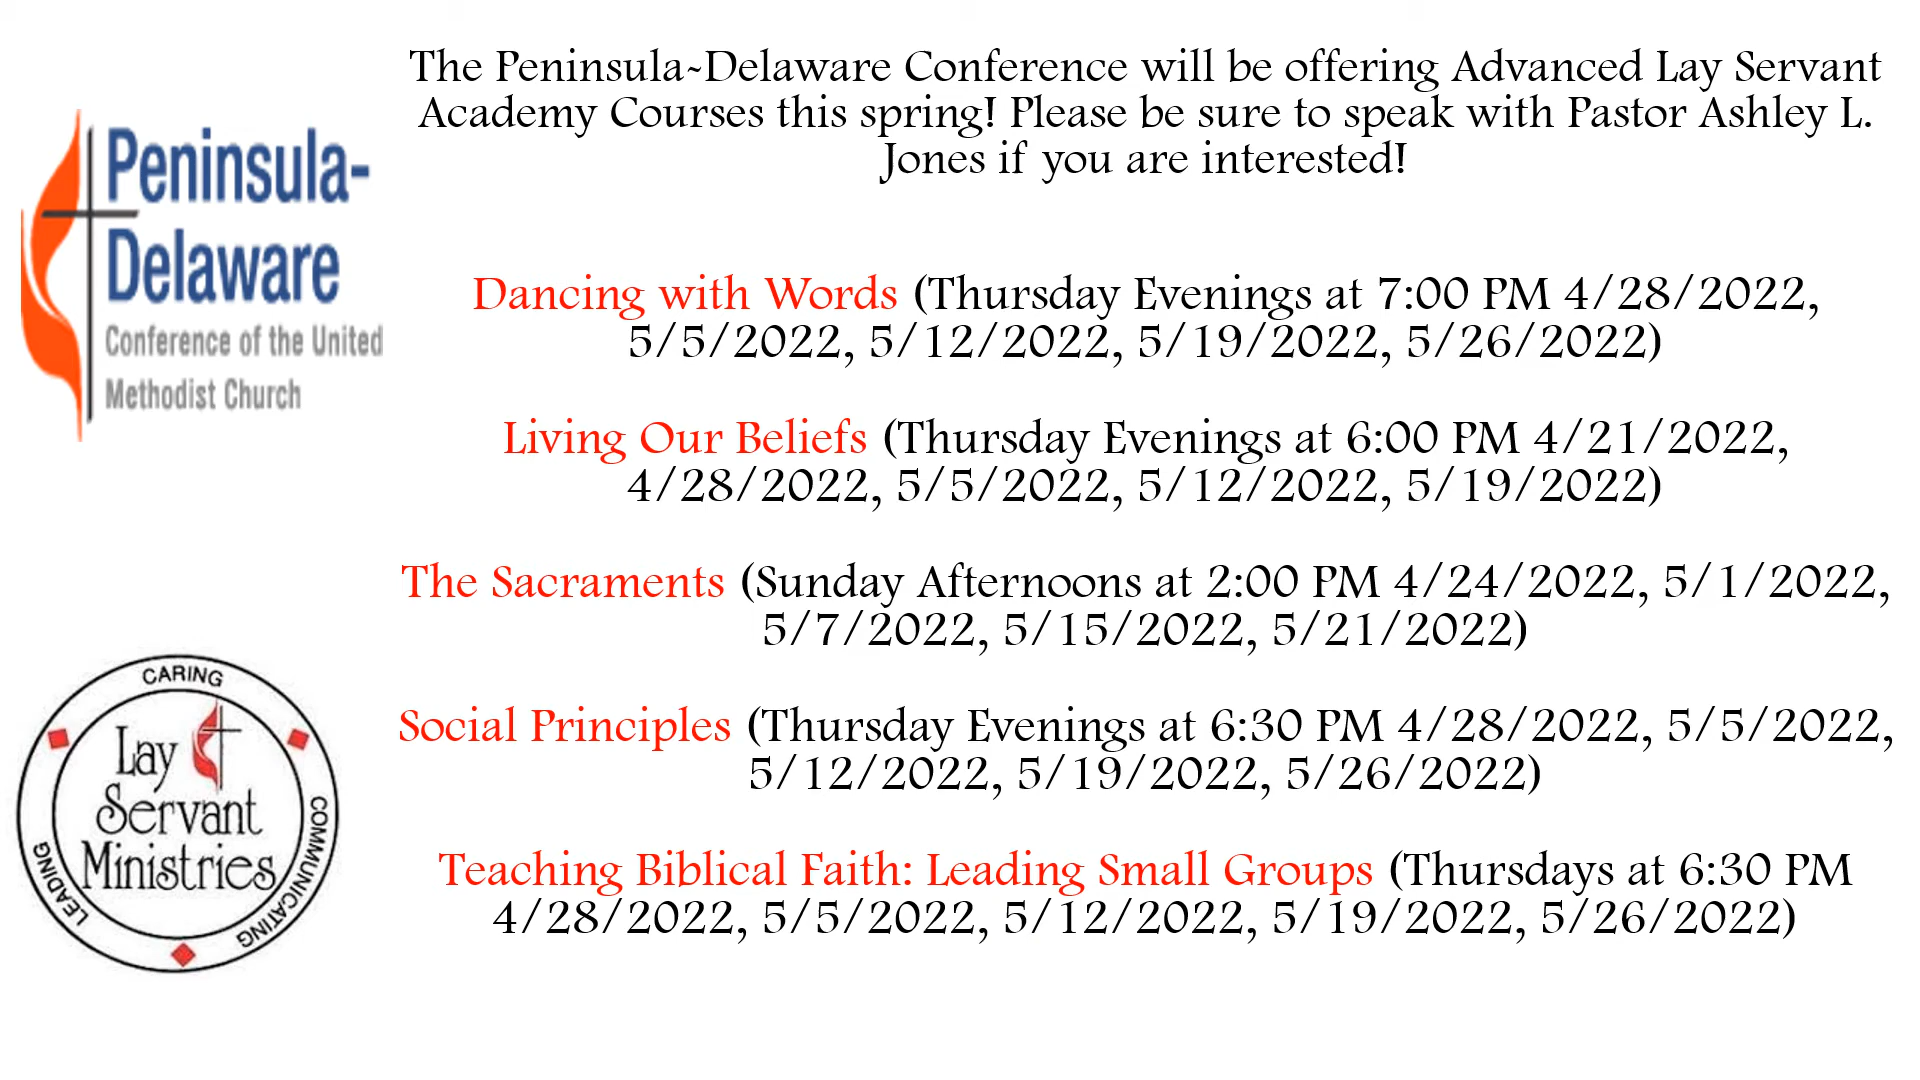 The Peninsula~Delaware Conference will be offering Advanced Lay Servant
Academy Courses this spring! Please be sure to speak with Pastor Ashley L.
Jones if you are interested!
Peninsula-
Delaware
Conference of the United
Methodist Church
Dancing with Words (Thursday Evenings at 7:00 PM 4/28/2022,
5/5/2022, 5/12/2022, 5/19/2022, 5/26/2022)
Living Our Beliefs (Thursday Evenings at 6:00 PM 4/21/2022,
4/28/2022, 5/5/2022, 5/12/2022, 5/19/2022)
The Sacraments (Sunday Afternoons at 2:00 PM 4/24/2022, 5/1/2022,
5/7/2022, 5/15/2022, 5/21/2022)
Social Principles (Thursday Evenings at 6:30 PM 4/28/2022, 5/5/2022,
5/12/2022, 5/19/2022, 5/26/2022)
Teaching Biblical Faith: Leading Small Groups (Thursdays at 6:30 PM
4/28/2022, 5/5/2022, 5/12/2022, 5/19/2022, 5/26/2022)
CARING
COMMUNICATING
LEADING
Lay
Servant
Ministries